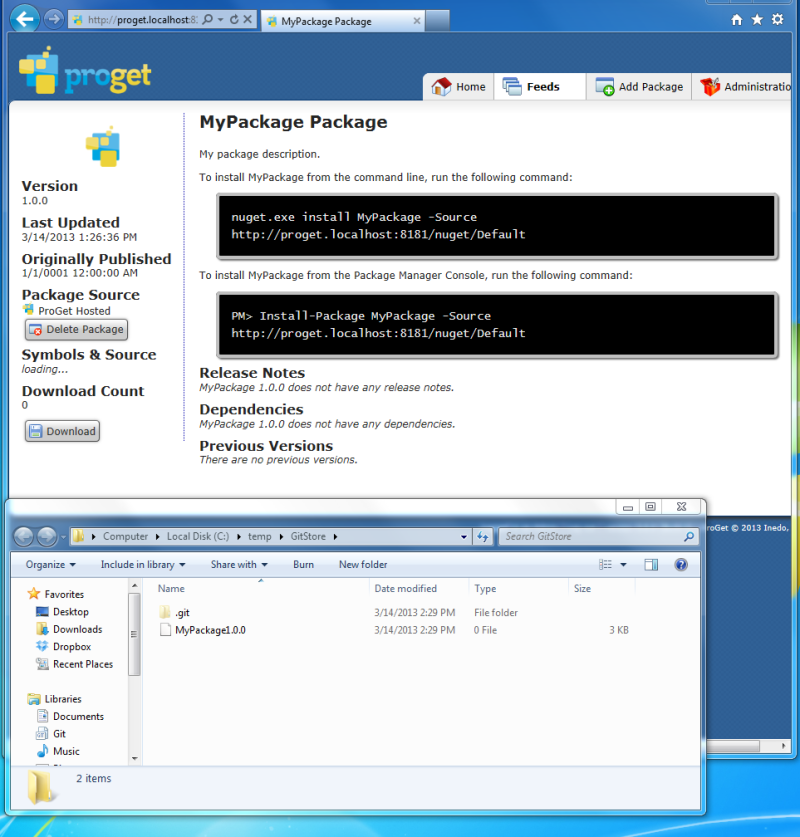 http://proget.localhost:8:
MyPackage Package
proget
Home
Feeds
Add Package
Administratio
Version
1.0.0
Last Updated
3/14/2013 1:26:36 PM
Originally Published
1/1/0001 12:00:00 AM
Package Source
ProGet Hosted
Delete Package
Symbols & Source
loading...
Download Count
0
Download
MyPackage Package
My package description.
To install MyPackage from the command line, run the following command:
nuget.exe install MyPackage -Source
http://proget.localhost:8181/nuget/Default
To install MyPackage from the Package Manager Console, run the following command:
PM> Install-Package MyPackage -Source
http://proget.localhost:8181/nuget/Default
Release Notes
MyPackage 1.0.0 does not have any release notes.
Dependencies
MyPackage 1.0.0 does not have any dependencies.
Previous Versions
There are no previous versions.
roGet © 2013 Inedo,
Computer Local Disk (C:) temp GitStore
Search GitStore
Organize Include in library Share with Burn New folder
Name Date modified Type Size
.git 3/14/2013 2:29 PM File folder
MyPackage1.0.0 3/14/2013 2:29 PM 0 File 3 KB
Favorites
Desktop
Downloads
Dropbox
Recent Places
Libraries
Documents
Git
Music
2 items